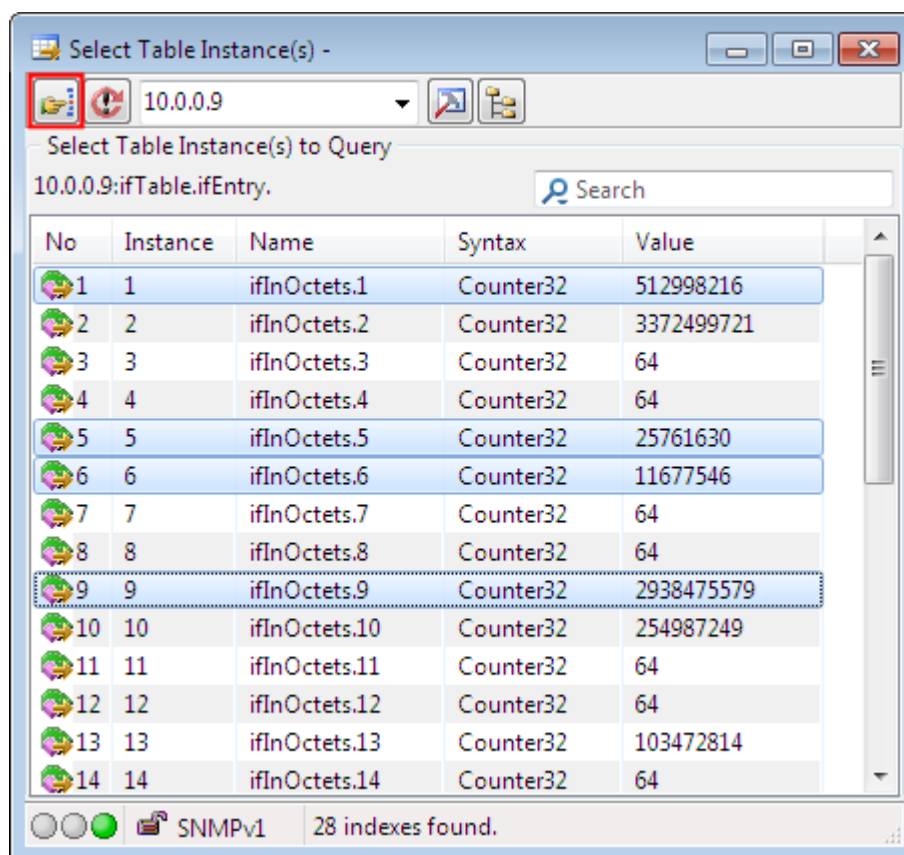 Select Table Instance(s) -
10.0.0.9
Select Table Instance(s) to Query
10.0.0.9:ifTable.ifEntry.
Search
No Instance Name Syntax Value
1 1 ifInOctets.1 Counter32 512998216
2 2 ifInOctets.2 Counter32 3372499721
3 3 ifInOctets.3 Counter32 64
4 4 ifInOctets.4 Counter32 64
5 5 ifInOctets.5 Counter32 25761630
6 6 ifInOctets.6 Counter32 11677546
7 7 ifInOctets.7 Counter32 64
8 8 ifInOctets.8 Counter32 64
9 9 ifInOctets.9 Counter32 2938475579
10 10 ifInOctets.10 Counter32 254987249
11 11 ifInOctets.11 Counter32 64
12 12 ifInOctets.12 Counter32 64
13 13 ifInOctets.13 Counter32 103472814
14 14 ifInOctets.14 Counter32 64
SNMPv1 28 indexes found.